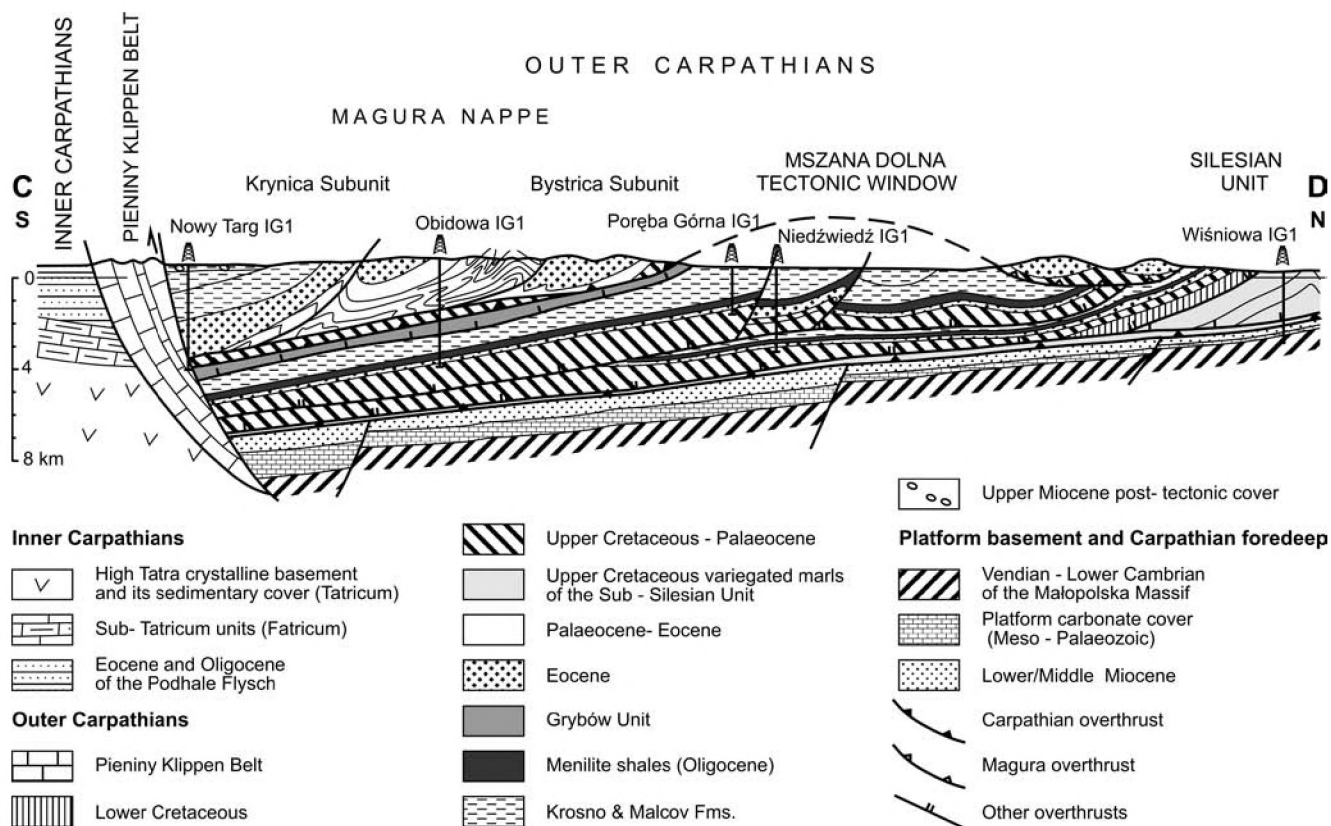 OUTER CARPATHIANS
MAGURA NAPPE
INNER CARPATHIANS
PIENINY KLIPPEN BELT
MSZANA DOLNA
TECTONIC WINDOW
SILESIAN
UNIT
C
S
Krynica Subunit
Bystrica Subunit
D
N
Nowy Targ IG1
Obidowa IG1
Poręba Górna IG1
Niedźwiedź IG1
Wiśniowa IG1
0
4
8 km
Inner Carpathians
High Tatra crystalline basement
and its sedimentary cover (Tatricum)
Sub- Tatricum units (Fatricum)
Eocene and Oligocene
of the Podhale Flysch
Outer Carpathians
Pieniny Klippen Belt
Lower Cretaceous
Upper Cretaceous - Palaeocene
Upper Cretaceous variegated marls
of the Sub - Silesian Unit
Palaeocene- Eocene
Eocene
Grybów Unit
Menilite shales (Oligocene)
Krosno & Malcov Fms.
Upper Miocene post- tectonic cover
Platform basement and Carpathian foredeep
Vendian - Lower Cambrian
of the Małopolska Massif
Platform carbonate cover
(Meso - Palaeozoic)
Lower/Middle Miocene
Carpathian overthrust
Magura overthrust
Other overthrusts